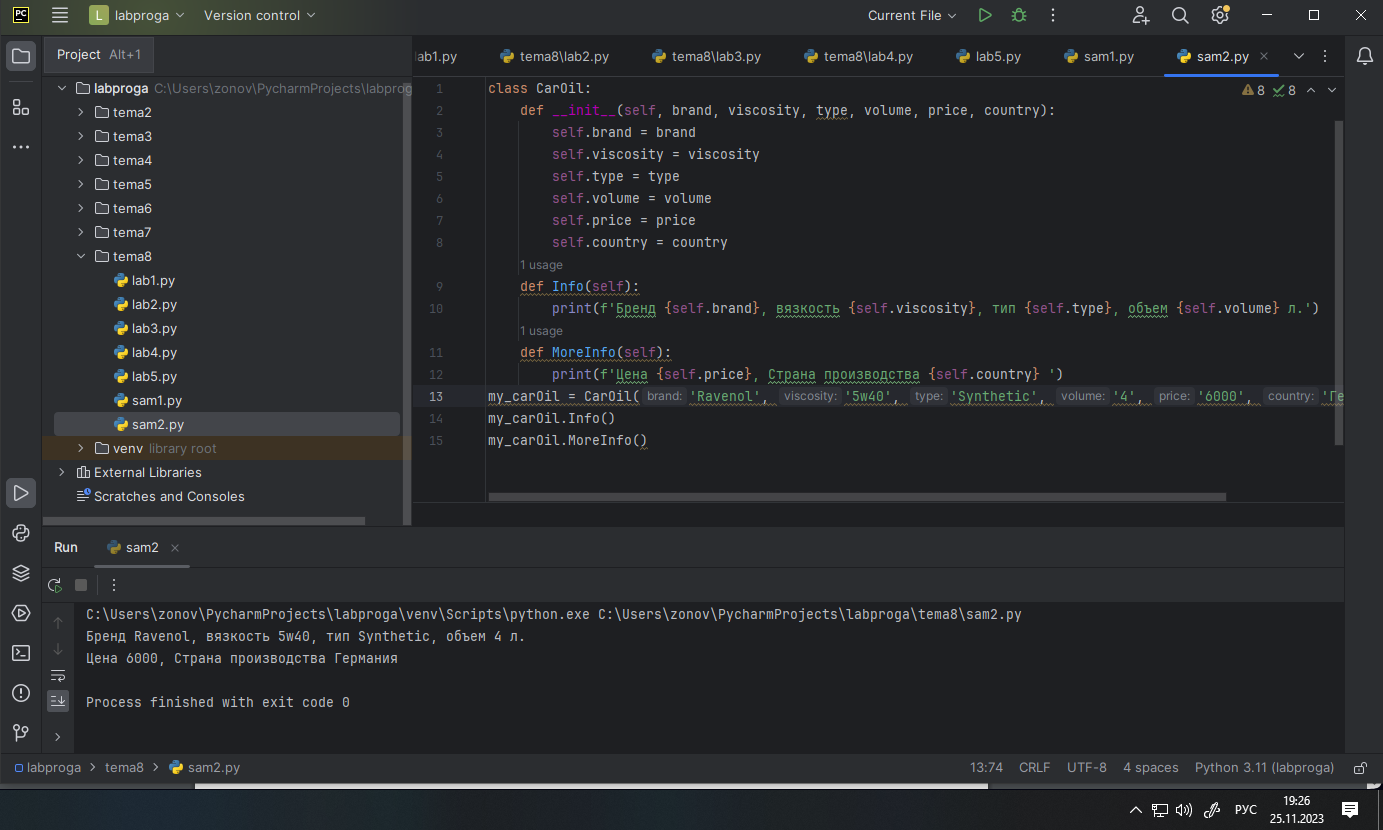 PC L labproga Version control Current File
Project Alt+1
ab1.py tema8\lab2.py tema8\lab3.py tema8\lab4.py lab5.py sam1.py sam2.py
labproga C:\Users\zonov\PycharmProjects\labprog
tema2
tema3
tema4
tema5
tema6
tema7
tema8
lab1.py
lab2.py
lab3.py
lab4.py
lab5.py
sam1.py
sam2.py
venv library root
External Libraries
Scratches and Consoles
8 8
1 class CarOil:
2 def __init__(self, brand, viscosity, type, volume, price, country):
3 self.brand = brand
4 self.viscosity = viscosity
5 self.type = type
6 self.volume = volume
7 self.price = price
8 self.country = country
1 usage
9 def Info(self):
10 print(f'Бренд {self.brand}, вязкость {self.viscosity}, тип {self.type}, объем {self.volume} л.')
1 usage
11 def MoreInfo(self):
12 print(f'Цена {self.price}, Страна производства {self.country} ')
13 my_carOil = CarOil( brand: 'Ravenol', viscosity: '5w40', type: 'Synthetic', volume: '4', price: '6000', country: 'Ге
14 my_carOil.Info()
15 my_carOil.MoreInfo()
Run sam2
C:\Users\zonov\PycharmProjects\labproga\venv\Scripts\python.exe C:\Users\zonov\PycharmProjects\labproga\tema8\sam2.py
Бренд Ravenol, вязкость 5w40, тип Synthetic, объем 4 л.
Цена 6000, Страна производства Германия
Process finished with exit code 0
labproga > tema8 > sam2.py 13:74 CRLF UTF-8 4 spaces Python 3.11 (labproga)
РУС 19:26
25.11.2023